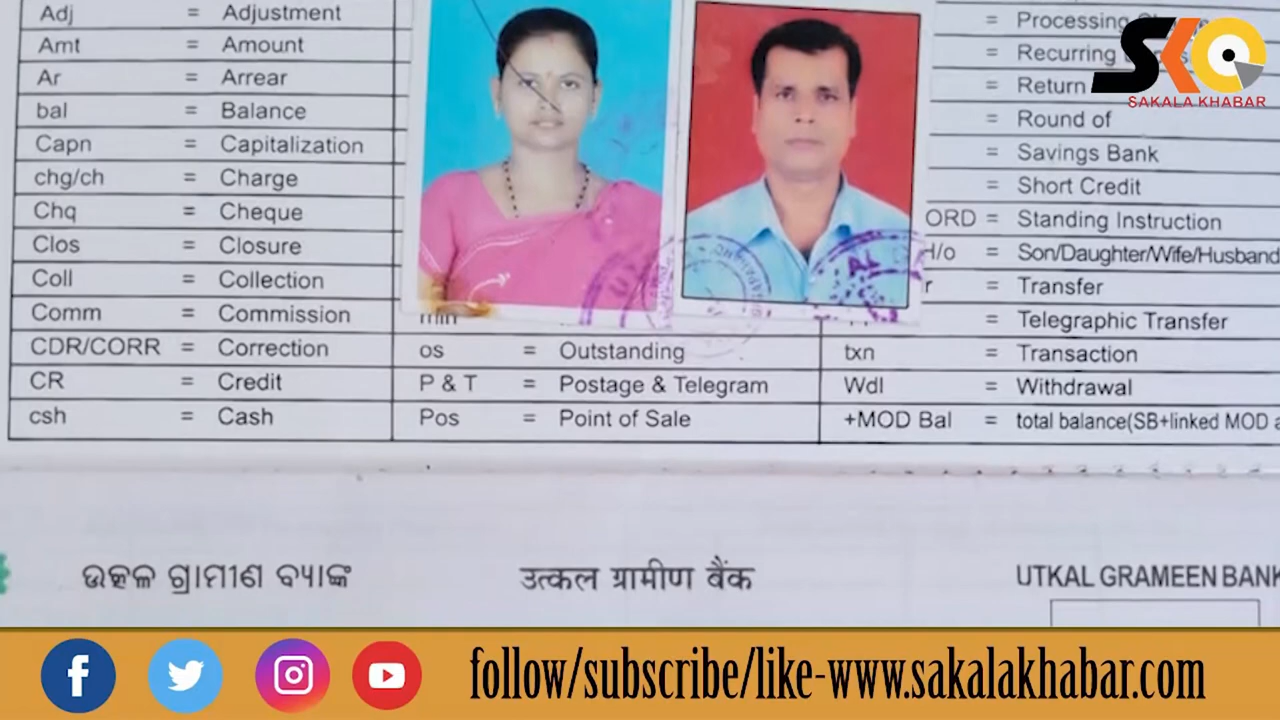 Adj = Adjustment
Amt = Amount
Ar = Arrear
bal = Balance
Capn = Capitalization
chg/ch = Charge
Chq = Cheque
Clos = Closure
Coll = Collection
Comm = Commission
CDR/CORR = Correction
CR = Credit
csh = Cash
os = Outstanding
P & T = Postage & Telegram
Pos = Point of Sale
= Processing
= Recurring
= Return
= Round of
= Savings Bank
= Short Credit
ORD = Standing Instruction
H/o = Son/Daughter/Wife/Husband
r = Transfer
= Telegraphic Transfer
txn = Transaction
Wdl = Withdrawal
+MOD Bal = total balance(SB+linked MOD a
SAKALA KHABAR
ଉତ୍କଳ ଗ୍ରାମୀଣ ବ୍ୟାଙ୍କ
उत्कल ग्रामीण बैंक
UTKAL GRAMEEN BANK
follow/subscribe/like-www.sakalakhabar.com